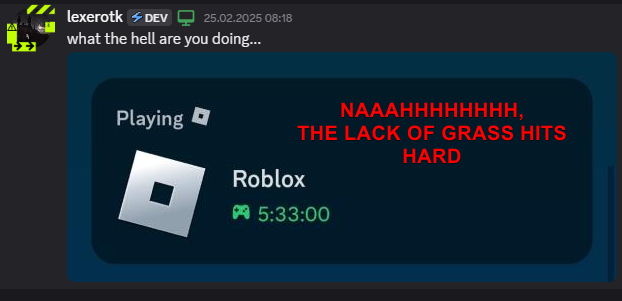 lexerotk DEV 25.02.2025 08:18
what the hell are you doing...
Playing
NAAAHHHHHHHH,
THE LACK OF GRASS HITS
HARD
Roblox
5:33:00